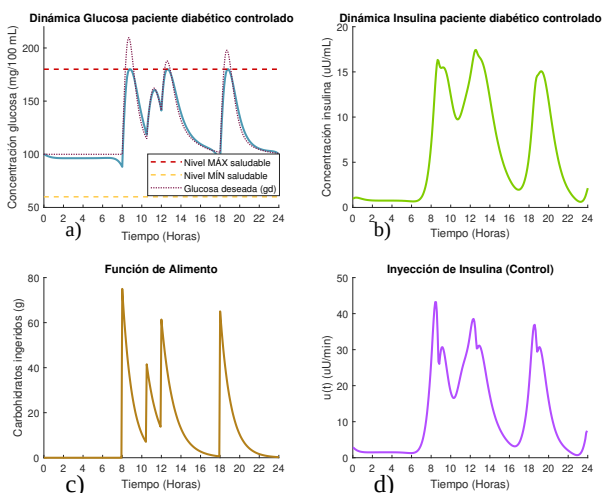 Dinámica Glucosa paciente diabético controlado
Concentración glucosa (mg/100 mL)
200
150
100
50
0 2 4 6 8 10 12 14 16 18 20 22 24
Tiempo (Horas)
Nivel MÁX saludable
Nivel MÍN saludable
Glucosa deseada (gd)
a)
Dinámica Insulina paciente diabético controlado
Concentración insulina (uU/mL)
20
15
10
5
0
0 2 4 6 8 10 12 14 16 18 20 22 24
Tiempo (Horas)
b)
Función de Alimento
Carbohidratos ingeridos (g)
80
60
40
20
0
0 2 4 6 8 10 12 14 16 18 20 22 24
Tiempo (Horas)
c)
Inyección de Insulina (Control)
u(t) (uU/min)
50
40
30
20
10
0
0 2 4 6 8 10 12 14 16 18 20 22 24
Tiempo (Horas)
d)